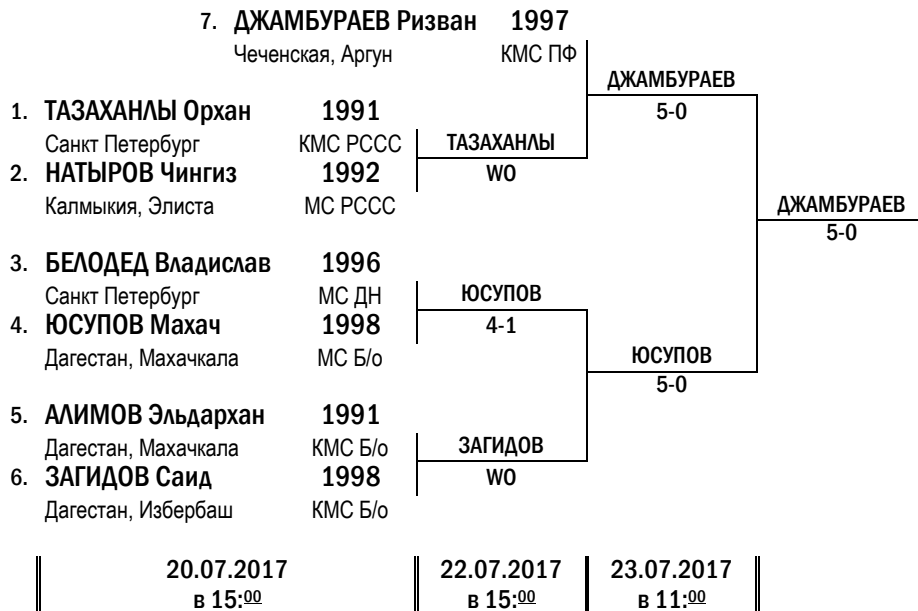 7. ДЖАМБУРАЕВ Ризван 1997
Чеченская, Аргун КМС ПФ
ДЖАМБУРАЕВ
5-0
1. ТАЗАХАНЛЫ Орхан 1991
Санкт Петербург КМС РССС
ТАЗАХАНЛЫ
WO
2. НАТЫРОВ Чингиз 1992
Калмыкия, Элиста МС РССС
ДЖАМБУРАЕВ
5-0
3. БЕЛОДЕД Владислав 1996
Санкт Петербург МС ДН
ЮСУПОВ
4-1
4. ЮСУПОВ Махач 1998
Дагестан, Махачкала МС Б/о
ЮСУПОВ
5-0
5. АЛИМОВ Эльдархан 1991
Дагестан, Махачкала КМС Б/о
ЗАГИДОВ
WO
6. ЗАГИДОВ Саид 1998
Дагестан, Избербаш КМС Б/о
20.07.2017 22.07.2017 23.07.2017
в 15:00 в 15:00 в 11:00